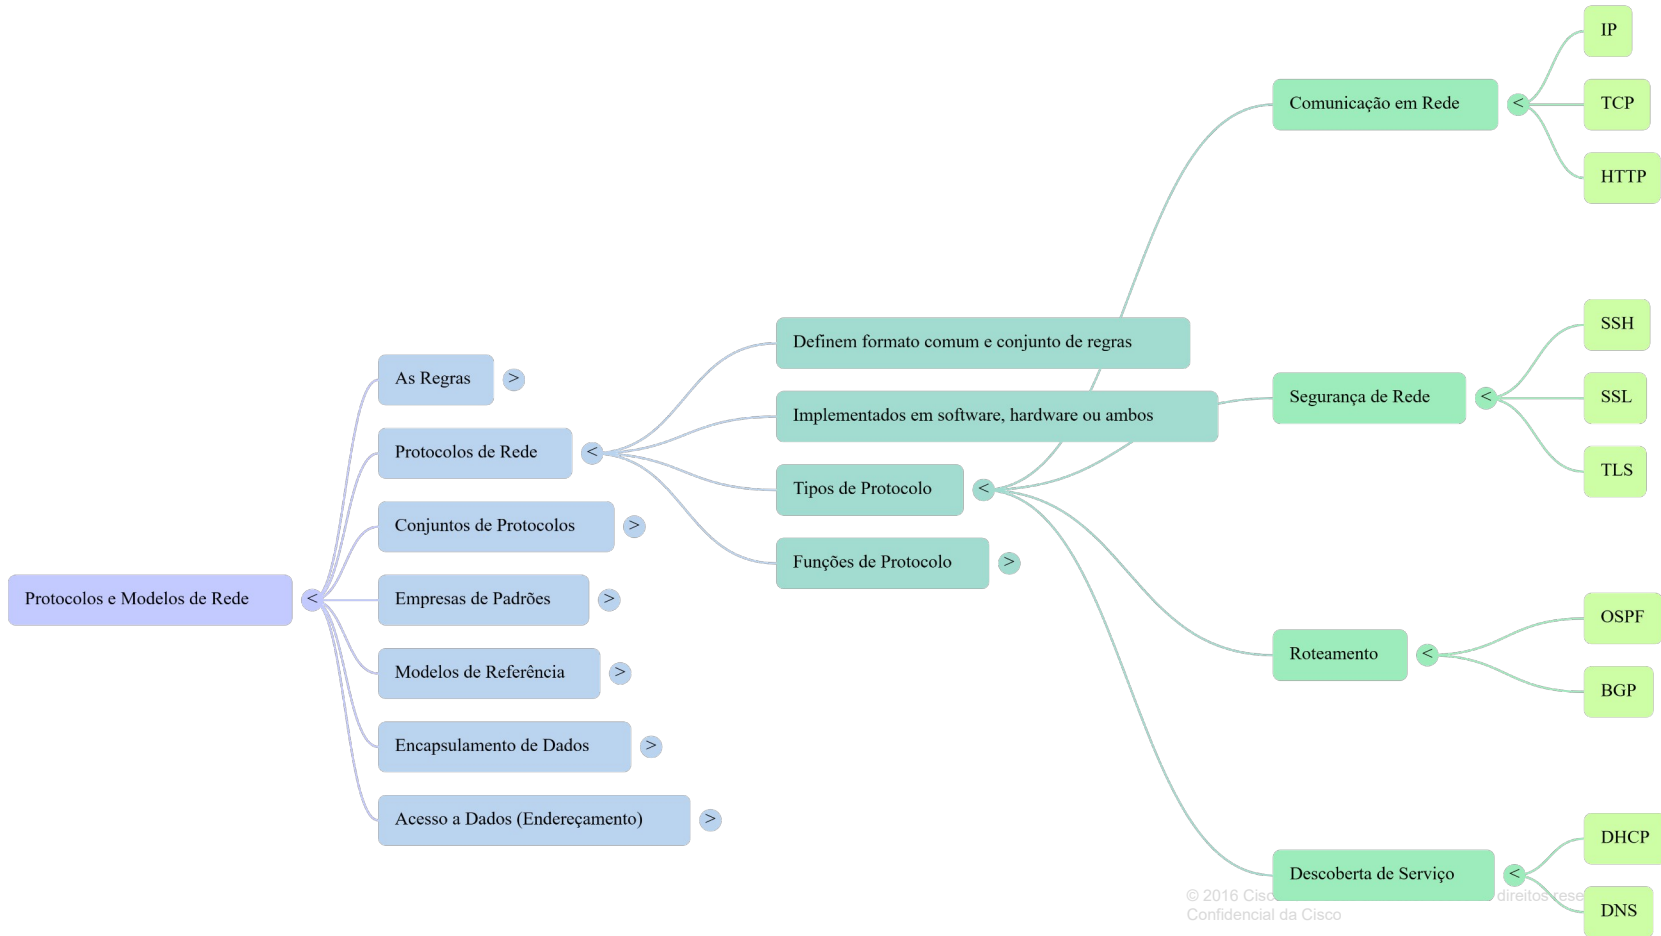 Protocolos e Modelos de Rede
<
As Regras
>
Protocolos de Rede
<
Conjuntos de Protocolos
>
Empresas de Padrões
>
Modelos de Referência
>
Encapsulamento de Dados
>
Acesso a Dados (Endereçamento)
>
Definem formato comum e conjunto de regras
Implementados em software, hardware ou ambos
Tipos de Protocolo
<
Funções de Protocolo
>
Comunicação em Rede
<
IP
TCP
HTTP
Segurança de Rede
<
SSH
SSL
TLS
Roteamento
<
OSPF
BGP
Descoberta de Serviço
<
DHCP
DNS
© 2016 direitos
Confidencial da Cisco